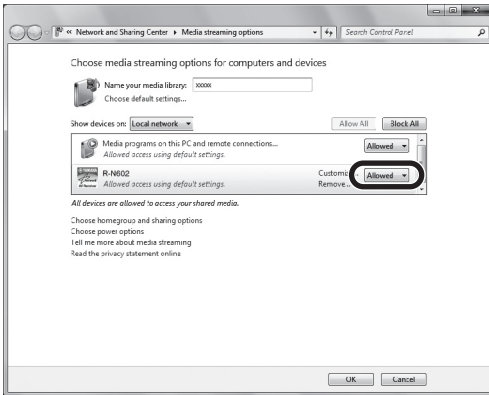 « Network and Sharing Center ▸ Media streaming options
Search Control Panel
Choose media streaming options for computers and devices
Name your media library: xxxxx
Choose default settings...
Show devices on: Local network
Allow All
Block All
Media programs on this PC and remote connections...
Allowed access using default settings.
Allowed
YAMAHA
R-N602
Allowed access using default settings.
Customiz
Remove..
Allowed
All devices are allowed to access your shared media.
Choose homegroup and sharing options
Choose power options
Tell me more about media streaming
Read the privacy statement online
OK
Cancel